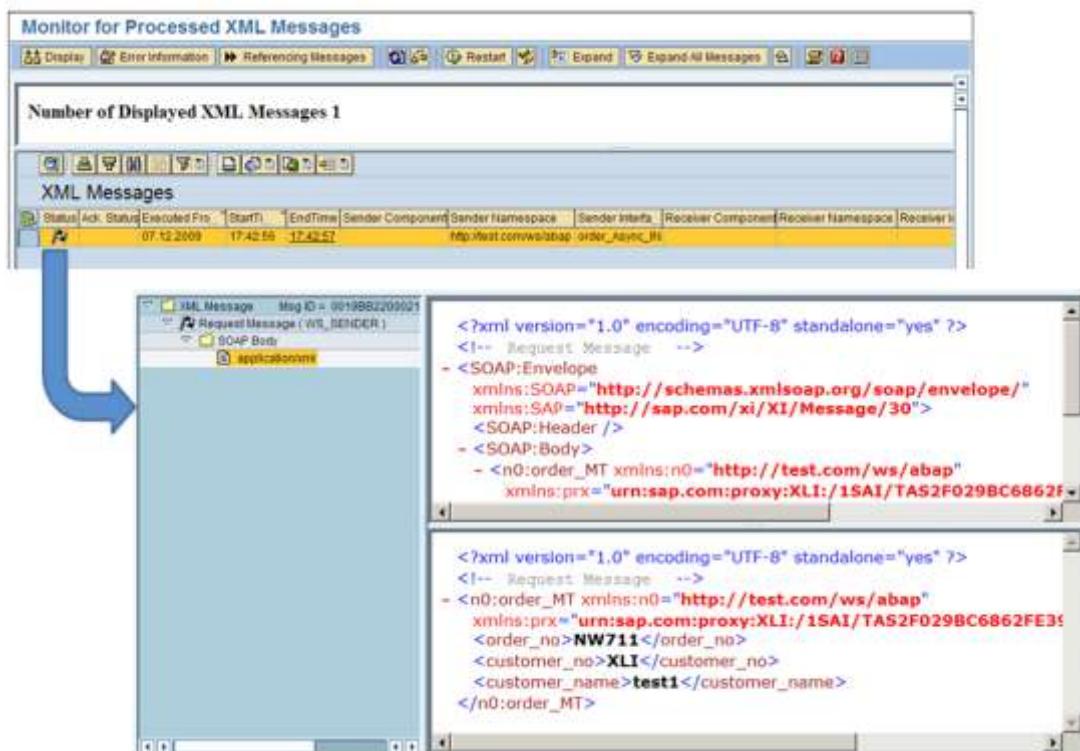 Monitor for Processed XML Messages
Display Error Information Referencing Messages Restart Expand Expand All Messages
Number of Displayed XML Messages 1
XML Messages
Status Ack. Status Executed Fro StartTi EndTime Sender Component Sender Namespace Sender Interfa Receiver Component Receiver Namespace Receiver
07.12.2009 17:42:56 17:42:57 http://test.com/ws/abap order_Async_IN
XML Message Msg ID = 0019BB2200021
Request Message ( WS_SENDER )
SOAP Body
application/xml
<?xml version="1.0" encoding="UTF-8" standalone="yes" ?>
<!-- Request Message -->
- <SOAP:Envelope
xmlns:SOAP="http://schemas.xmlsoap.org/soap/envelope/"
xmlns:SAP="http://sap.com/xi/XI/Message/30">
<SOAP:Header />
- <SOAP:Body>
- <n0:order_MT xmlns:n0="http://test.com/ws/abap"
xmlns:prx="urn:sap.com:proxy:XLI:/1SAI/TAS2F029BC6862F
<?xml version="1.0" encoding="UTF-8" standalone="yes" ?>
<!-- Request Message -->
- <n0:order_MT xmlns:n0="http://test.com/ws/abap"
xmlns:prx="urn:sap.com:proxy:XLI:/1SAI/TAS2F029BC6862FE39
<order_no>NW711</order_no>
<customer_no>XLI</customer_no>
<customer_name>test1</customer_name>
</n0:order_MT>